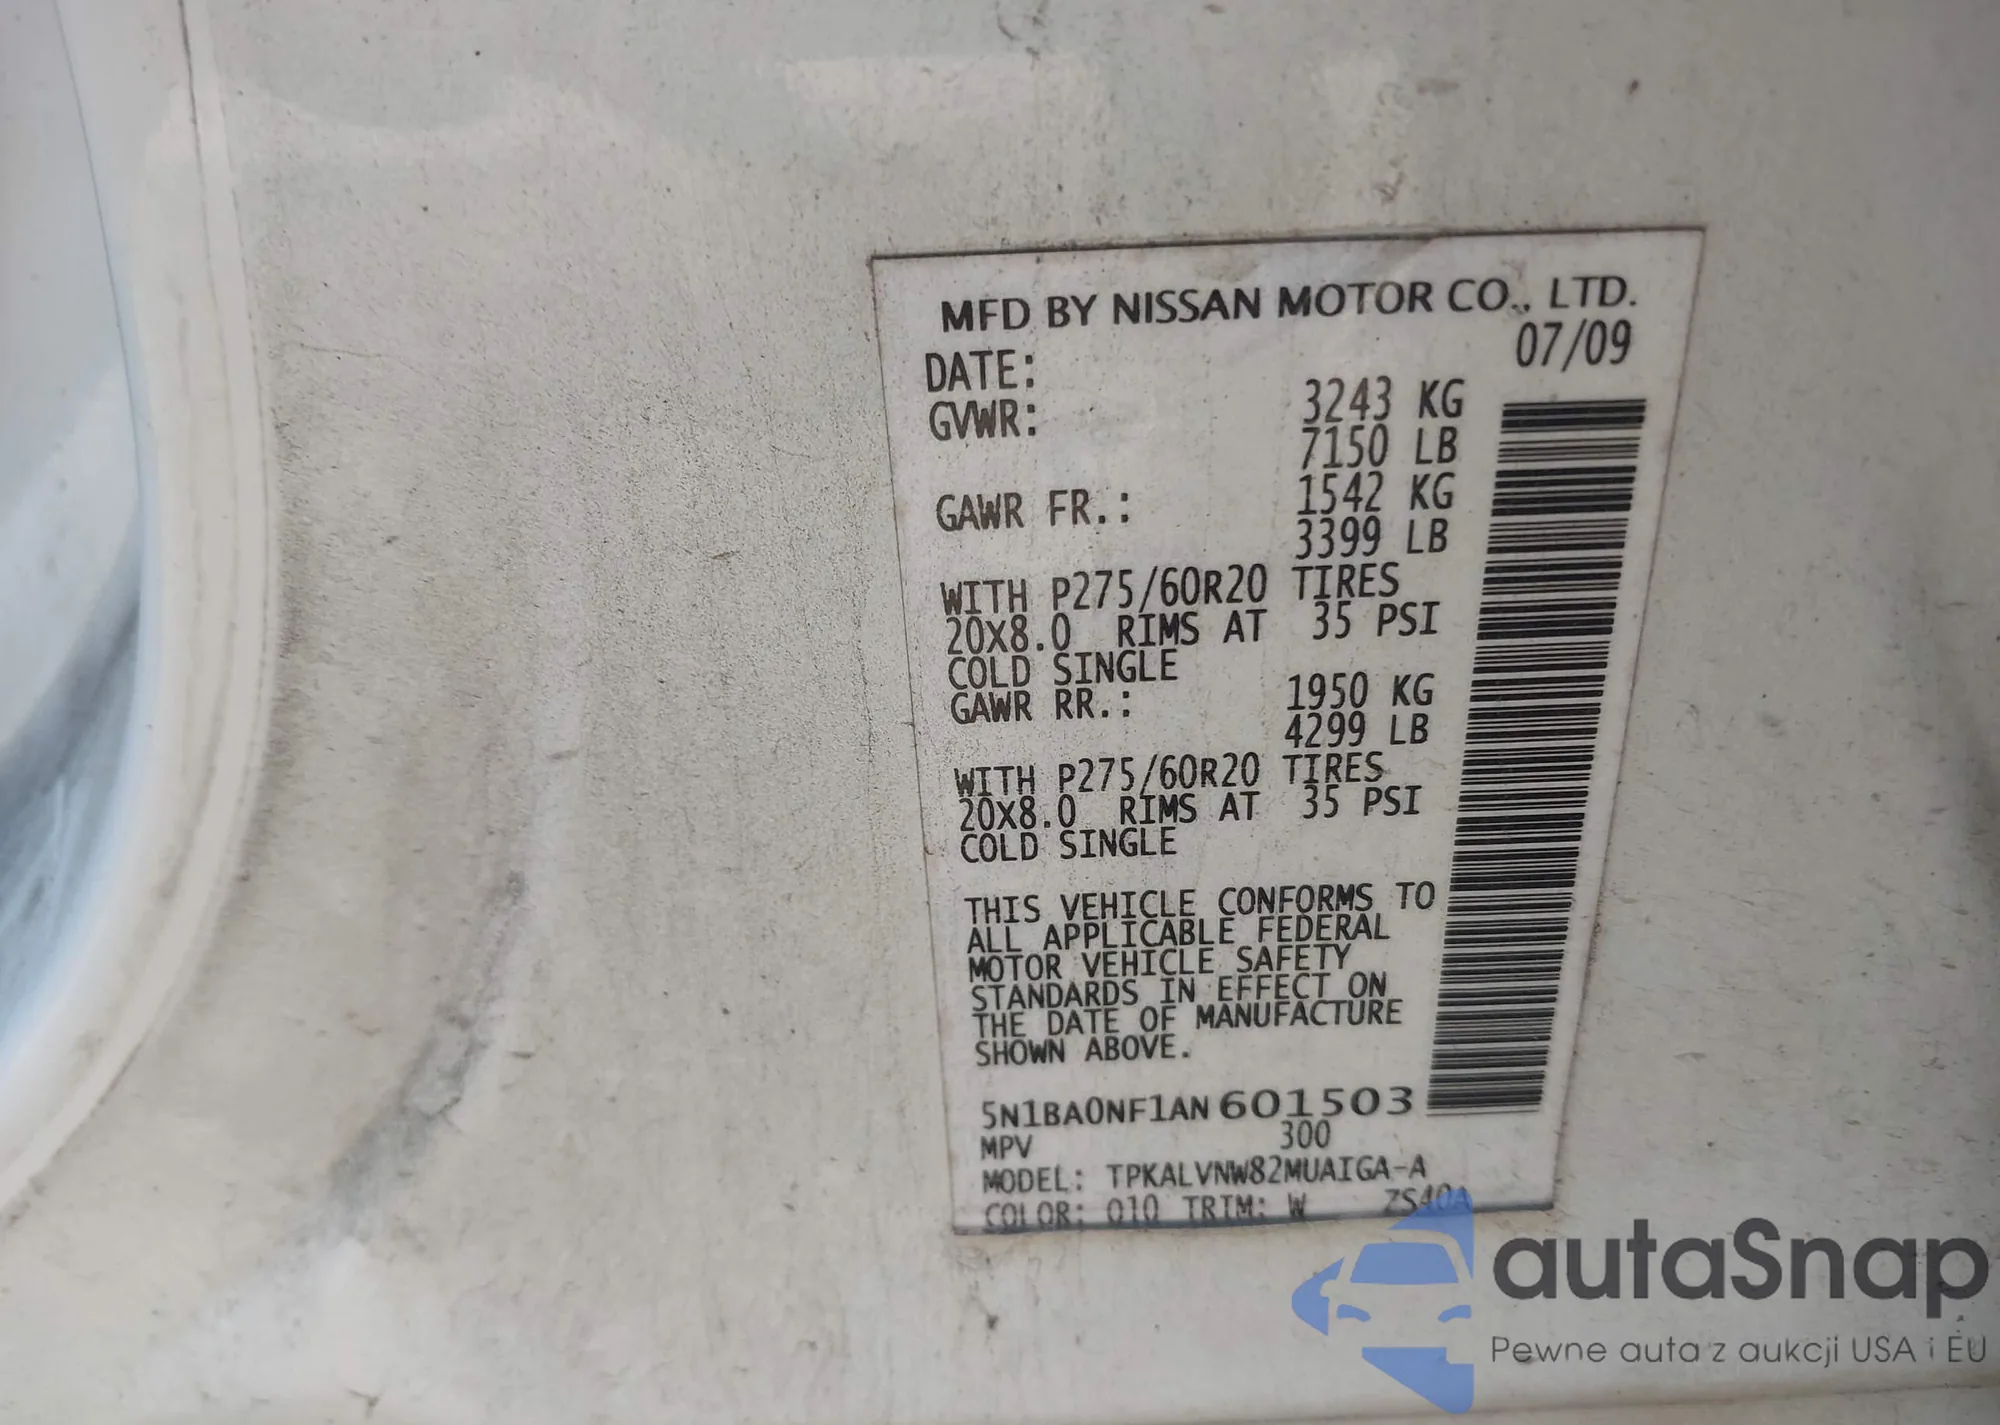 MFD BY NISSAN MOTOR CO., LTD.
DATE: 07/09
GVWR: 3243 KG
7150 LB
GAWR FR.: 1542 KG
3399 LB
WITH P275/60R20 TIRES
20X8.0 RIMS AT 35 PSI
COLD SINGLE
GAWR RR.: 1950 KG
4299 LB
WITH P275/60R20 TIRES
20X8.0 RIMS AT 35 PSI
COLD SINGLE
THIS VEHICLE CONFORMS TO
ALL APPLICABLE FEDERAL
MOTOR VEHICLE SAFETY
STANDARDS IN EFFECT ON
THE DATE OF MANUFACTURE
SHOWN ABOVE.
5N1BA0NF1AN601503
MPV 300
MODEL: TPKALVNW82MUAIGA-A
COLOR: 010 TRIM: W ZS40A
autaSnap
Pewne auta z aukcji USA i EU